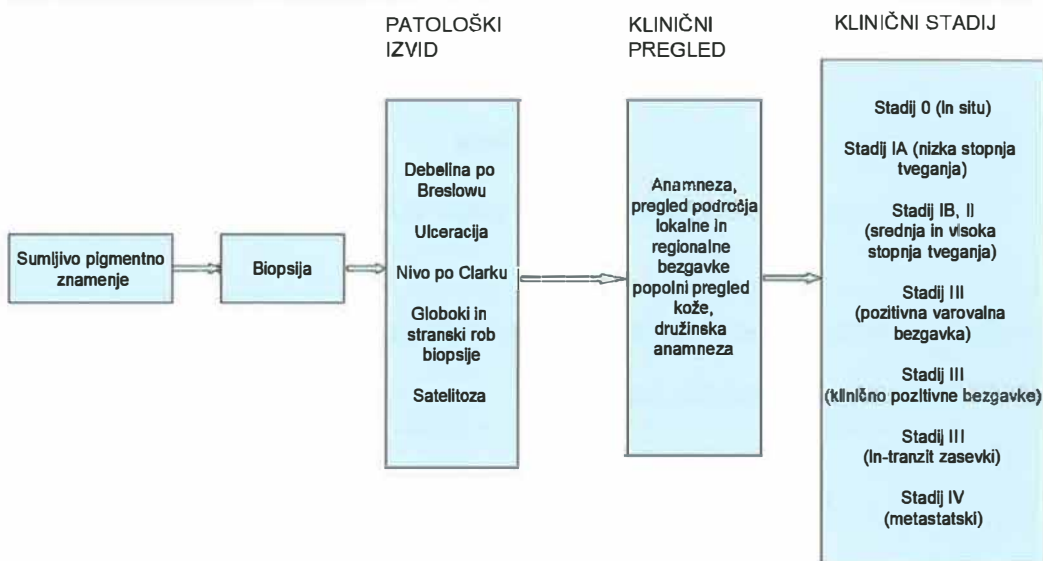 PATOLOŠKI
IZVID
KLINIČNI
PREGLED
KLINIČNI STADIJ
Sumljivo pigmentno
znamenje
Biopsija
Debelina po
Breslowu
Ulceracija
Nivo po Clarku
Globoki in
stranski rob
biopsije
Satelitoza
Anamneza,
pregled področja
lokalne in
regionalne
bezgavke
popolni pregled
kože,
družinska
anamneza
Stadij 0 (In situ)
Stadij IA (nizka stopnja
tveganja)
Stadij IB, II
(srednja in visoka
stopnja tveganja)
Stadij III
(pozitivna varovalna
bezgavka)
Stadij III
(klinično pozitivne bezgavke)
Stadij III
(In-tranzit zasevki)
Stadij IV
(metastatski)